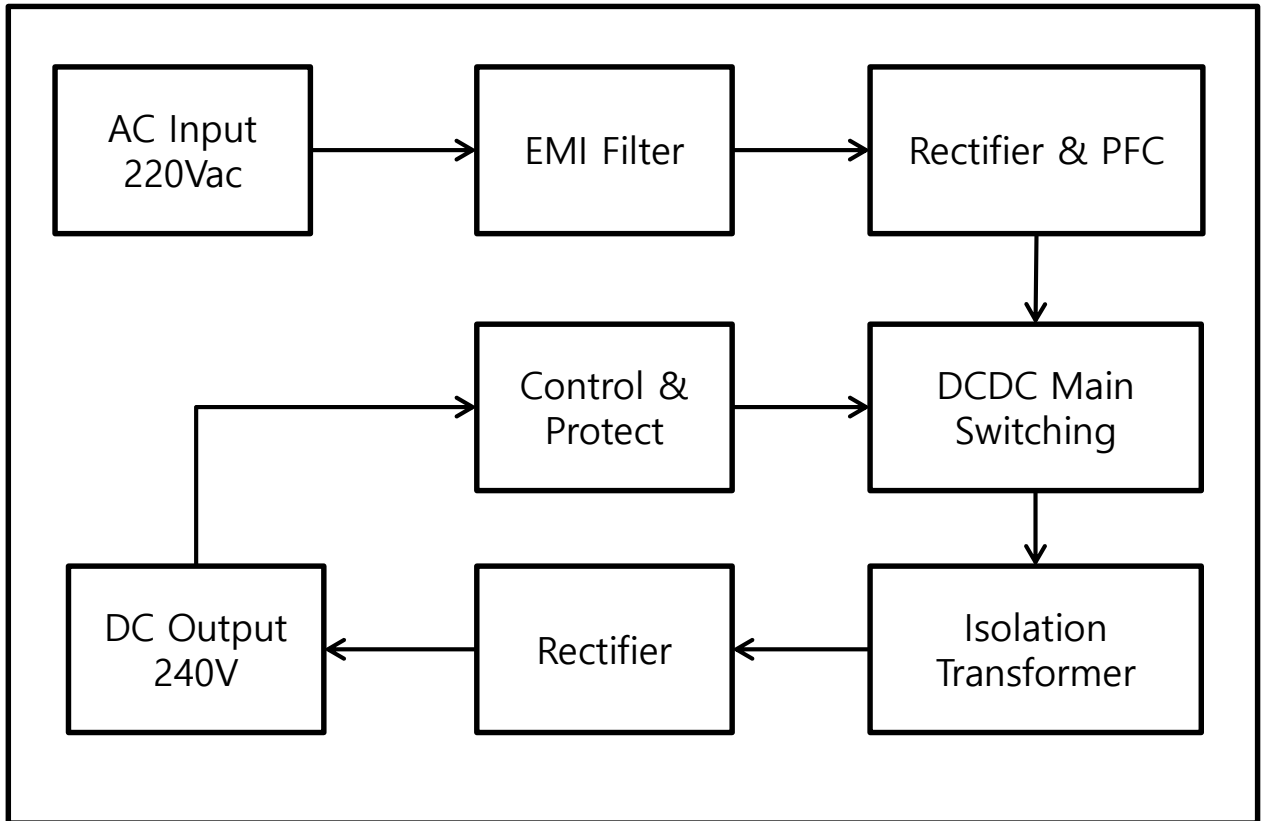 AC Input
220Vac
EMI Filter
Rectifier & PFC
Control &
Protect
DCDC Main
Switching
DC Output
240V
Rectifier
Isolation
Transformer